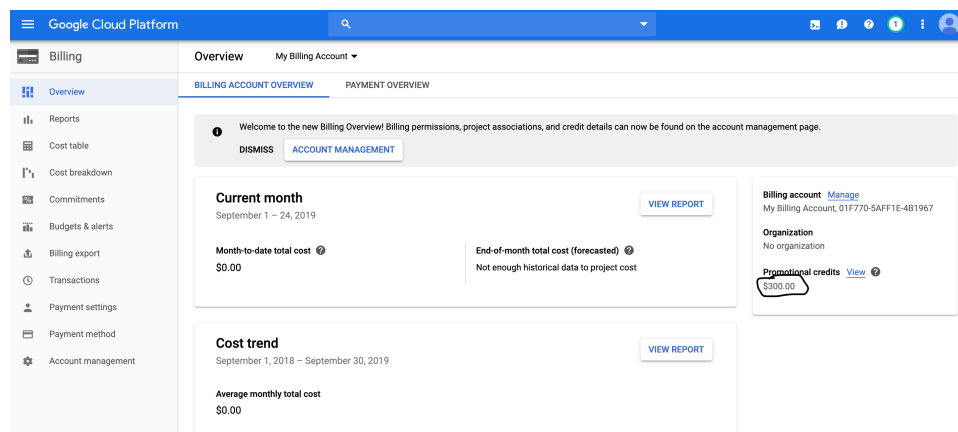 Google Cloud Platform
1
Billing
Overview
My Billing Account
Overview
Reports
Cost table
Cost breakdown
Commitments
Budgets & alerts
Billing export
Transactions
Payment settings
Payment method
Account management
BILLING ACCOUNT OVERVIEW
PAYMENT OVERVIEW
Welcome to the new Billing Overview! Billing permissions, project associations, and credit details can now be found on the account management page.
DISMISS
ACCOUNT MANAGEMENT
Current month
VIEW REPORT
September 1 – 24, 2019
Month-to-date total cost
$0.00
End-of-month total cost (forecasted)
Not enough historical data to project cost
Billing account Manage
My Billing Account, 01F770-5AFF1E-4B1967
Organization
No organization
Promotional credits View
$300.00
Cost trend
VIEW REPORT
September 1, 2018 – September 30, 2019
Average monthly total cost
$0.00